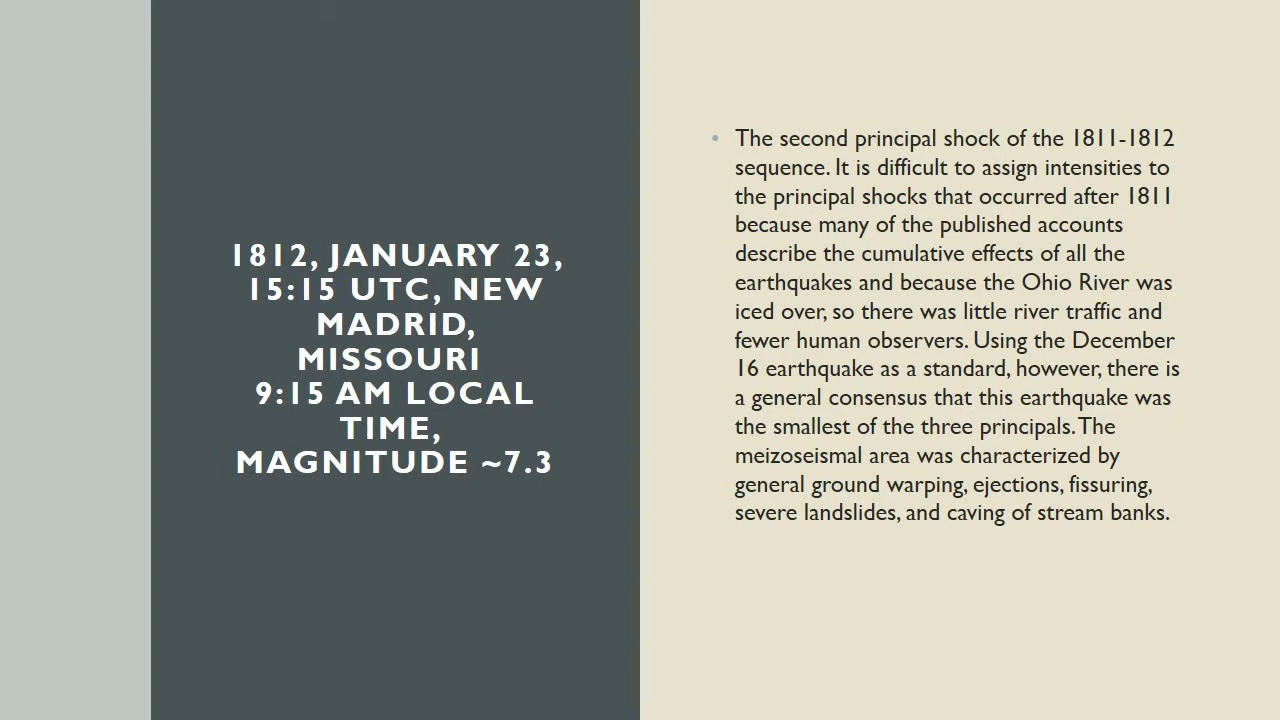 1812, JANUARY 23,
15:15 UTC, NEW
MADRID,
MISSOURI
9:15 AM LOCAL
TIME,
MAGNITUDE ~7.3
• The second principal shock of the 1811-1812
sequence. It is difficult to assign intensities to
the principal shocks that occurred after 1811
because many of the published accounts
describe the cumulative effects of all the
earthquakes and because the Ohio River was
iced over, so there was little river traffic and
fewer human observers. Using the December
16 earthquake as a standard, however, there is
a general consensus that this earthquake was
the smallest of the three principals. The
meizoseismal area was characterized by
general ground warping, ejections, fissuring,
severe landslides, and caving of stream banks.